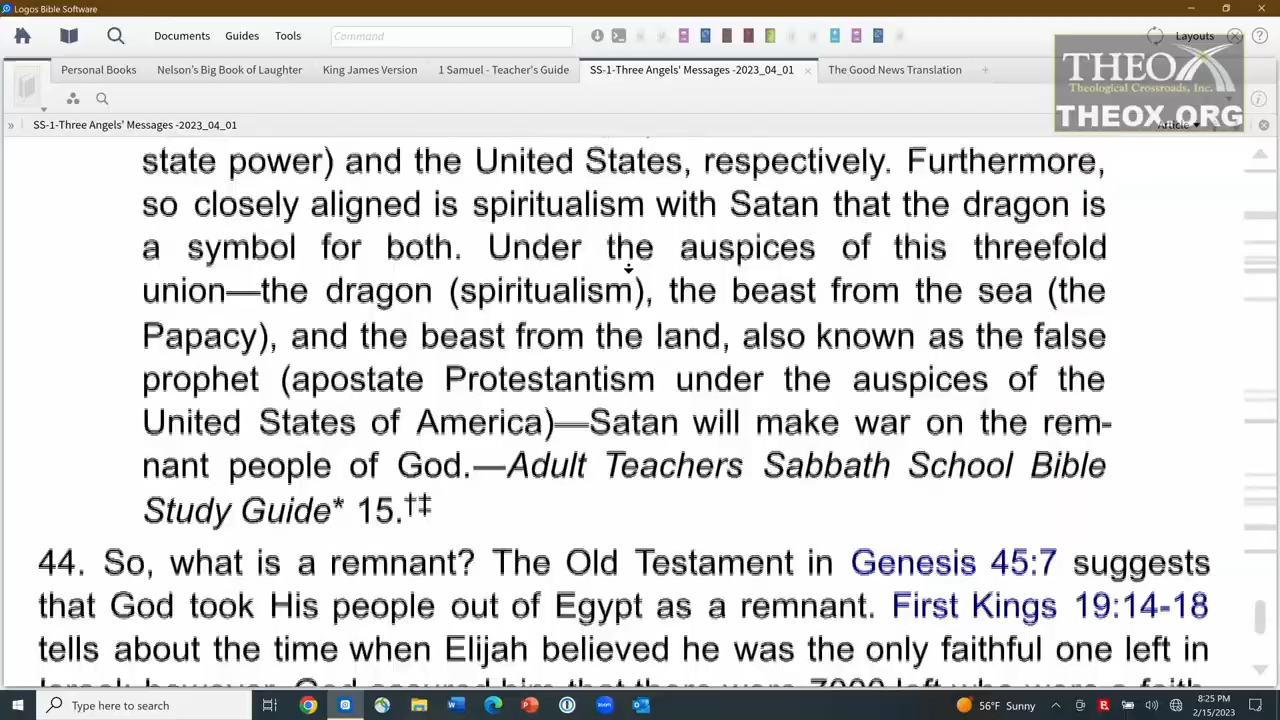 Logos Bible Software
Documents Guides Tools Command Layouts
Personal Books Nelson's Big Book of Laughter King James Version 1 Samuel - Teacher's Guide SS-1-Three Angels' Messages -2023_04_01 The Good News Translation
THEOX
Theological Crossroads, Inc.
THEOX.ORG
SS-1-Three Angels' Messages -2023_04_01 Article
state power) and the United States, respectively. Furthermore,
so closely aligned is spiritualism with Satan that the dragon is
a symbol for both. Under the auspices of this threefold
union—the dragon (spiritualism), the beast from the sea (the
Papacy), and the beast from the land, also known as the false
prophet (apostate Protestantism under the auspices of the
United States of America)—Satan will make war on the rem-
nant people of God.—Adult Teachers Sabbath School Bible
Study Guide* 15.†‡
44. So, what is a remnant? The Old Testament in Genesis 45:7 suggests
that God took His people out of Egypt as a remnant. First Kings 19:14-18
tells about the time when Elijah believed he was the only faithful one left in
Type here to search 56°F Sunny 8:25 PM
2/15/2023